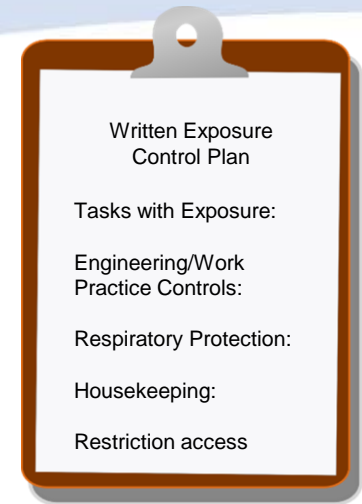 Written Exposure
Control Plan
Tasks with Exposure:
Engineering/Work
Practice Controls:
Respiratory Protection:
Housekeeping:
Restriction access